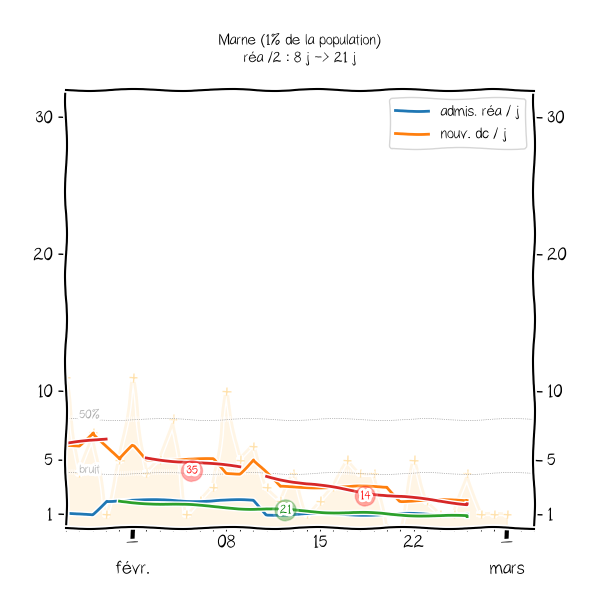 Marne (1% de la population)
réa /2 : 8 j -> 21 j
admis. réa / j
nouv. dc / j
30
30
20
20
10
10
50%
5
5
bruit
35
14
21
1
1
08
15
22
févr.
mars